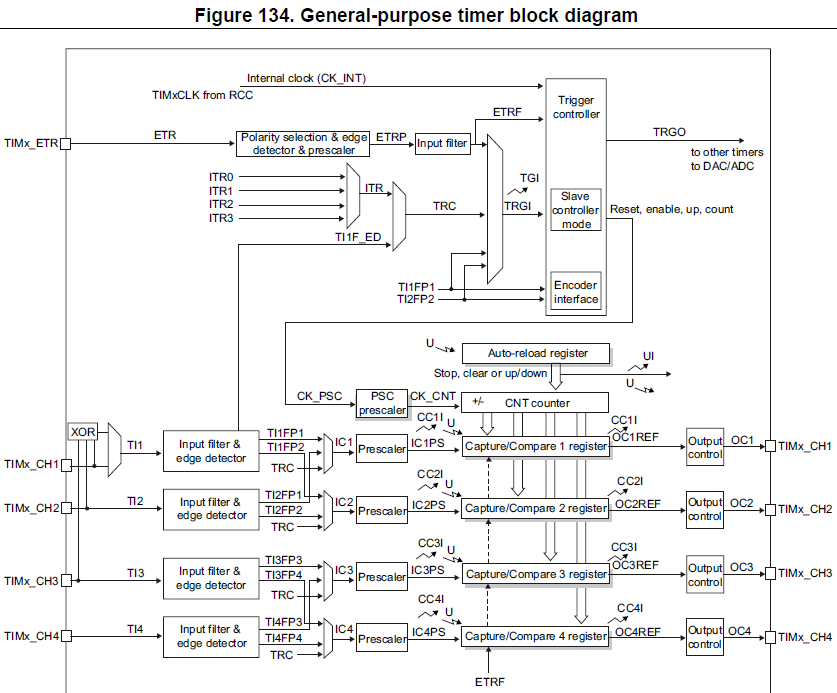 Figure 134. General-purpose timer block diagram
Internal clock (CK_INT)
TIMxCLK from RCC
Trigger
controller
ETRF
TIMx_ETR
ETR
Polarity selection & edge
detector & prescaler
ETRP
Input filter
TRGO
to other timers
to DAC/ADC
ITR0
ITR1
ITR2
ITR3
ITR
TRC
TI1F_ED
TGI
TRGI
Slave
controller
mode
Reset, enable, up, count
TI1FP1
TI2FP2
Encoder
interface
U
Auto-reload register
UI
Stop, clear or up/down
U
CK_PSC
PSC
prescaler
CK_CNT
+/-
CNT counter
XOR
TI1
Input filter &
edge detector
TI1FP1
TI1FP2
TRC
IC1
Prescaler
IC1PS
CC1I
U
Capture/Compare 1 register
CC1I
OC1REF
Output
control
OC1
TIMx_CH1
TIMx_CH1
TIMx_CH2
TI2
Input filter &
edge detector
TI2FP1
TI2FP2
TRC
IC2
Prescaler
IC2PS
CC2I
U
Capture/Compare 2 register
CC2I
OC2REF
Output
control
OC2
TIMx_CH2
TIMx_CH3
TI3
Input filter &
edge detector
TI3FP3
TI3FP4
TRC
IC3
Prescaler
IC3PS
CC3I
U
Capture/Compare 3 register
CC3I
OC3REF
Output
control
OC3
TIMx_CH3
TIMx_CH4
TI4
Input filter &
edge detector
TI4FP3
TI4FP4
TRC
IC4
Prescaler
IC4PS
CC4I
U
Capture/Compare 4 register
CC4I
OC4REF
Output
control
OC4
TIMx_CH4
ETRF